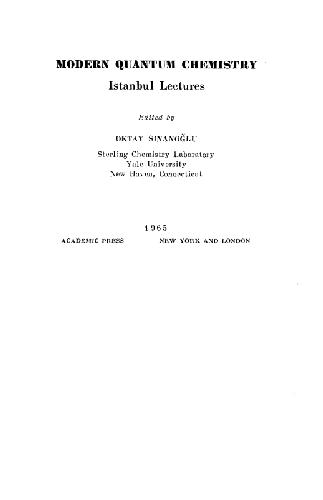 MODERN QUANTUM CHEMISTRY
Istanbul Lectures
Edited by
OKTAY SINANOĞLU
Sterling Chemistry Laboratory
Yale University
New Haven, Connecticut
1965
ACADEMIC PRESS NEW YORK AND LONDON